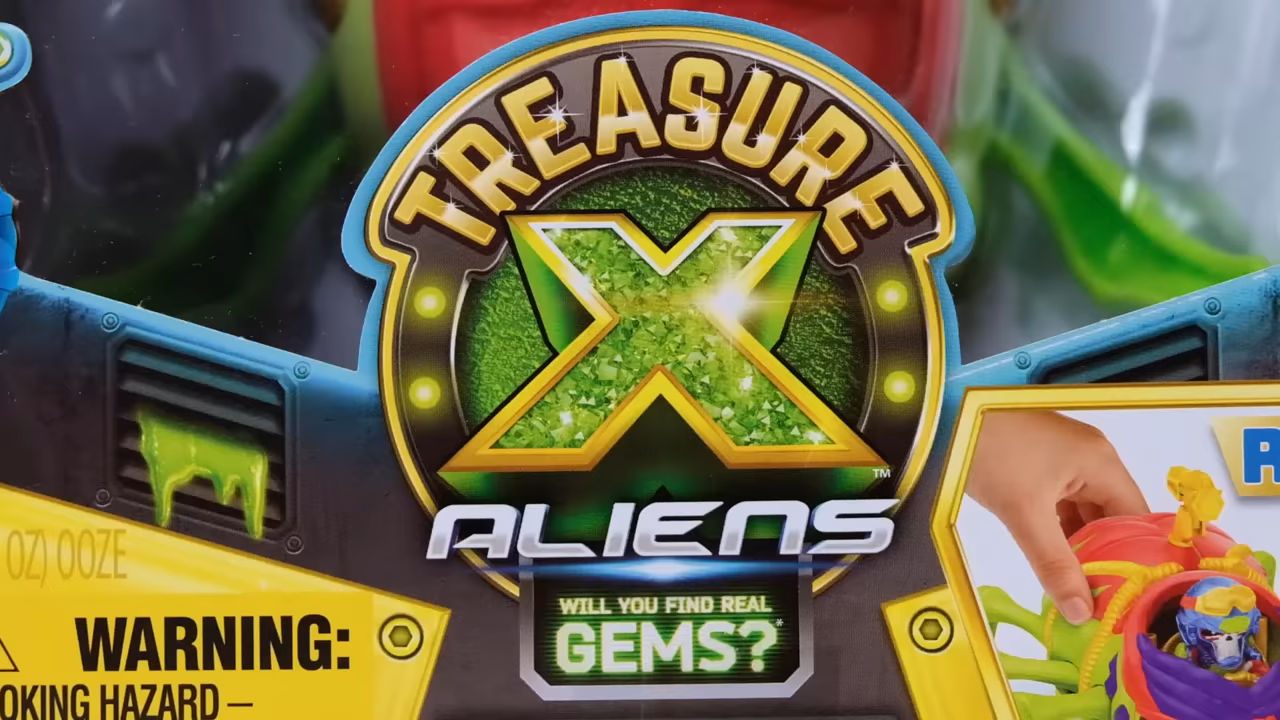 TREASURE
X
TM
ALIENS
WILL YOU FIND REAL
GEMS?*
OZ) OOZE
WARNING:
OKING HAZARD –
R